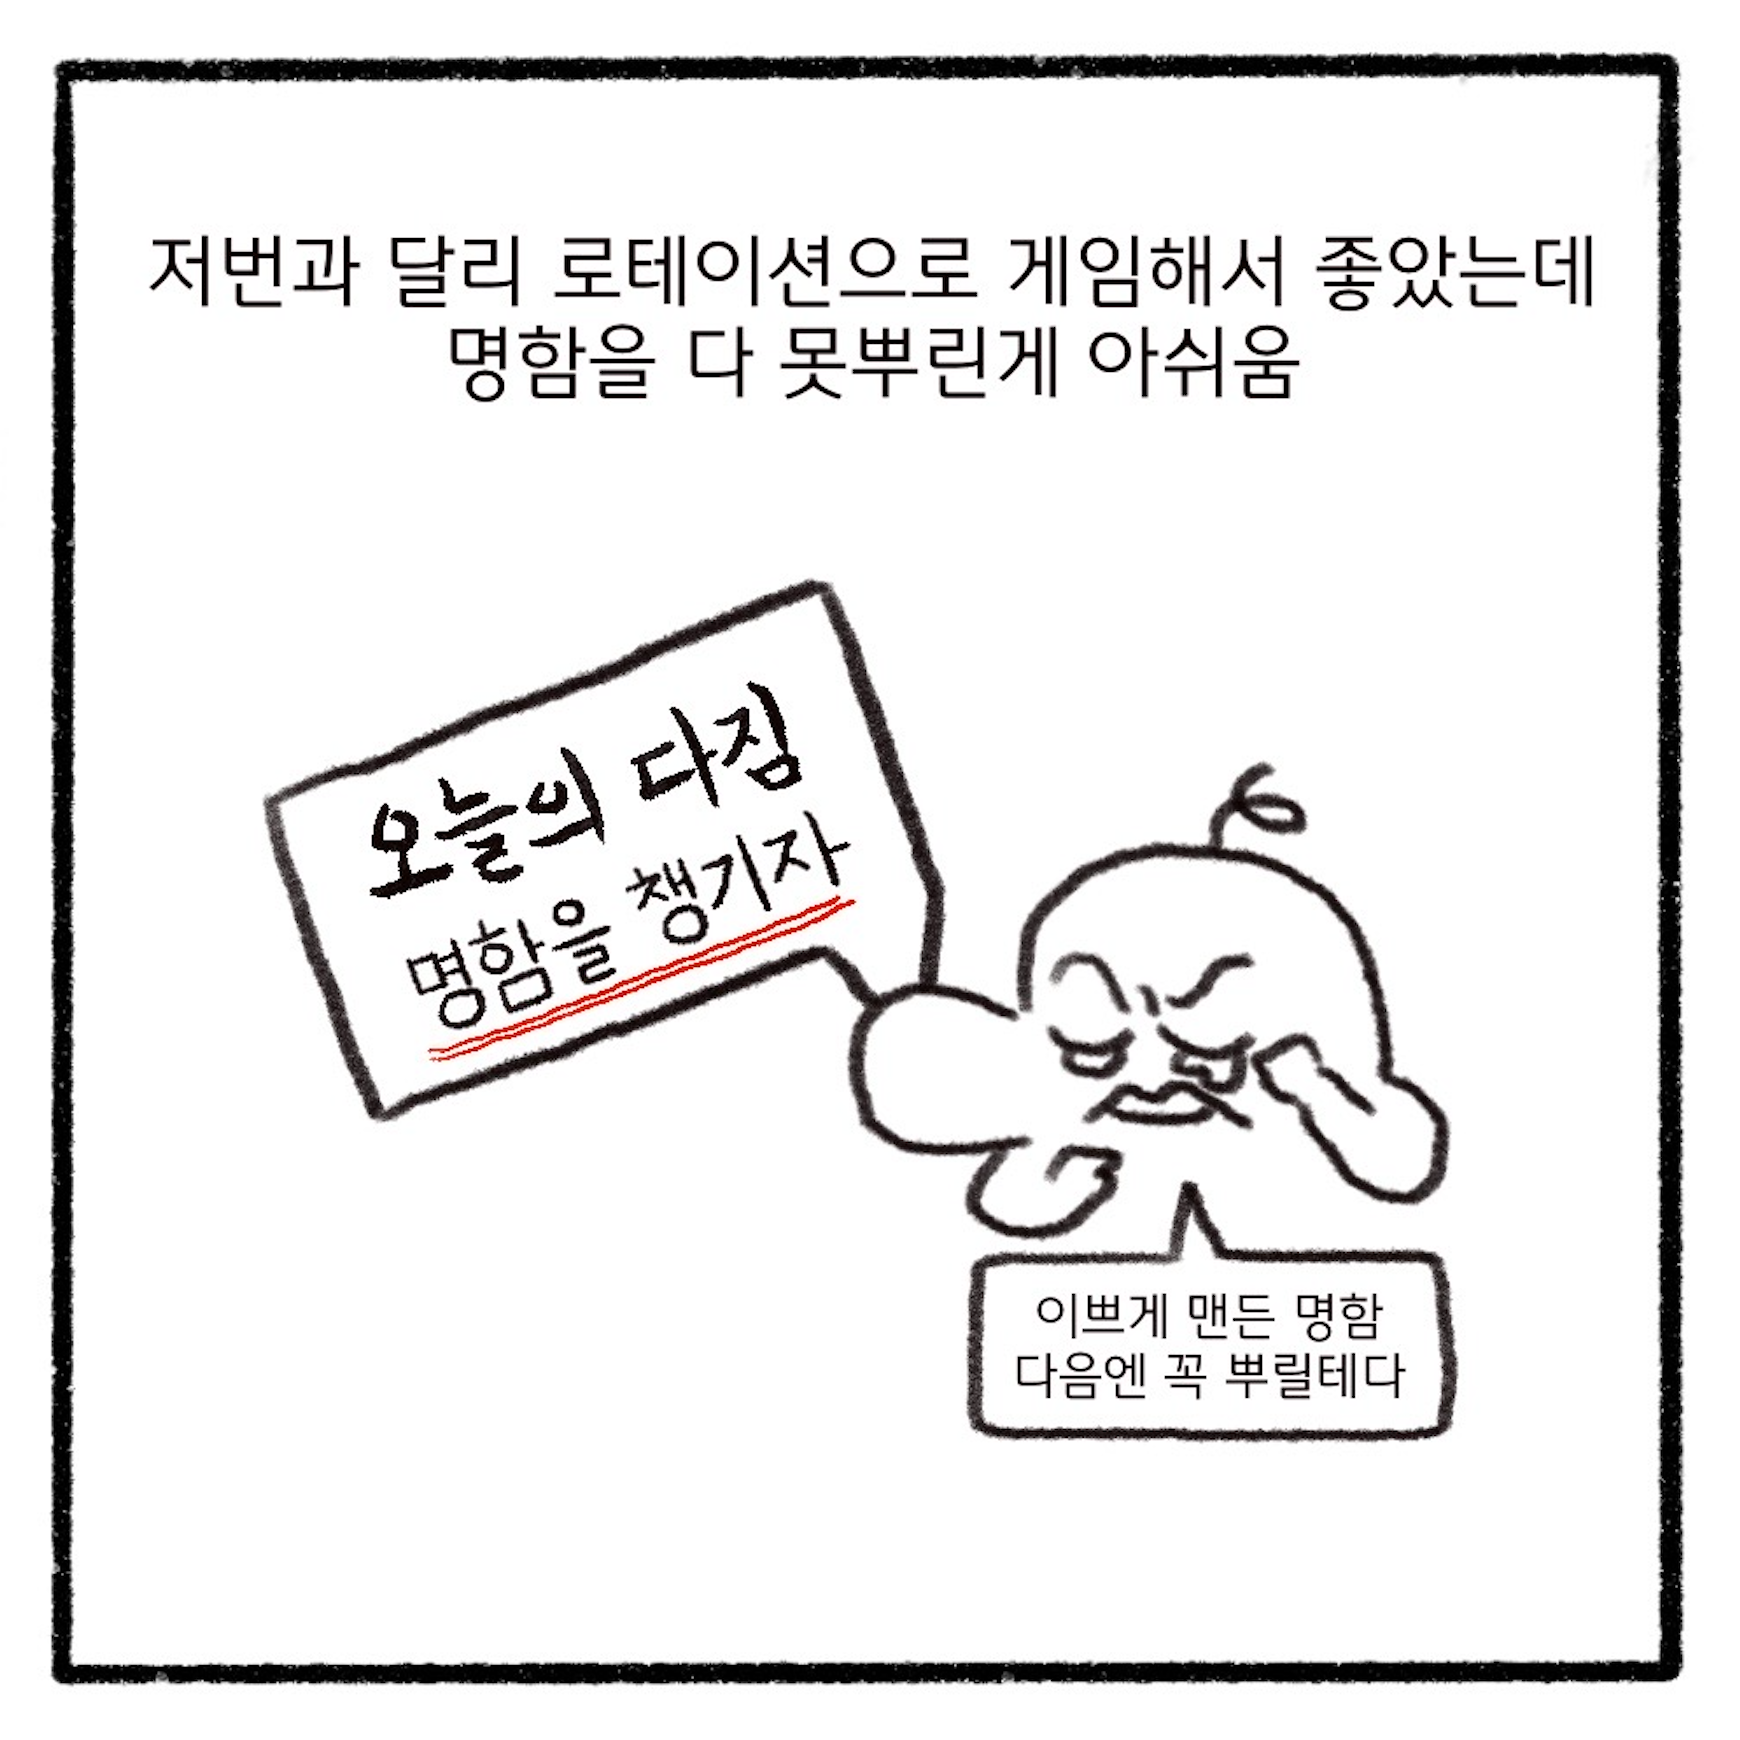 저번과 달리 로테이션으로 게임해서 좋았는데
명함을 다 못뿌린게 아쉬움
오늘의 다짐
명함을 챙기자
이쁘게 맨든 명함
다음엔 꼭 뿌릴테다